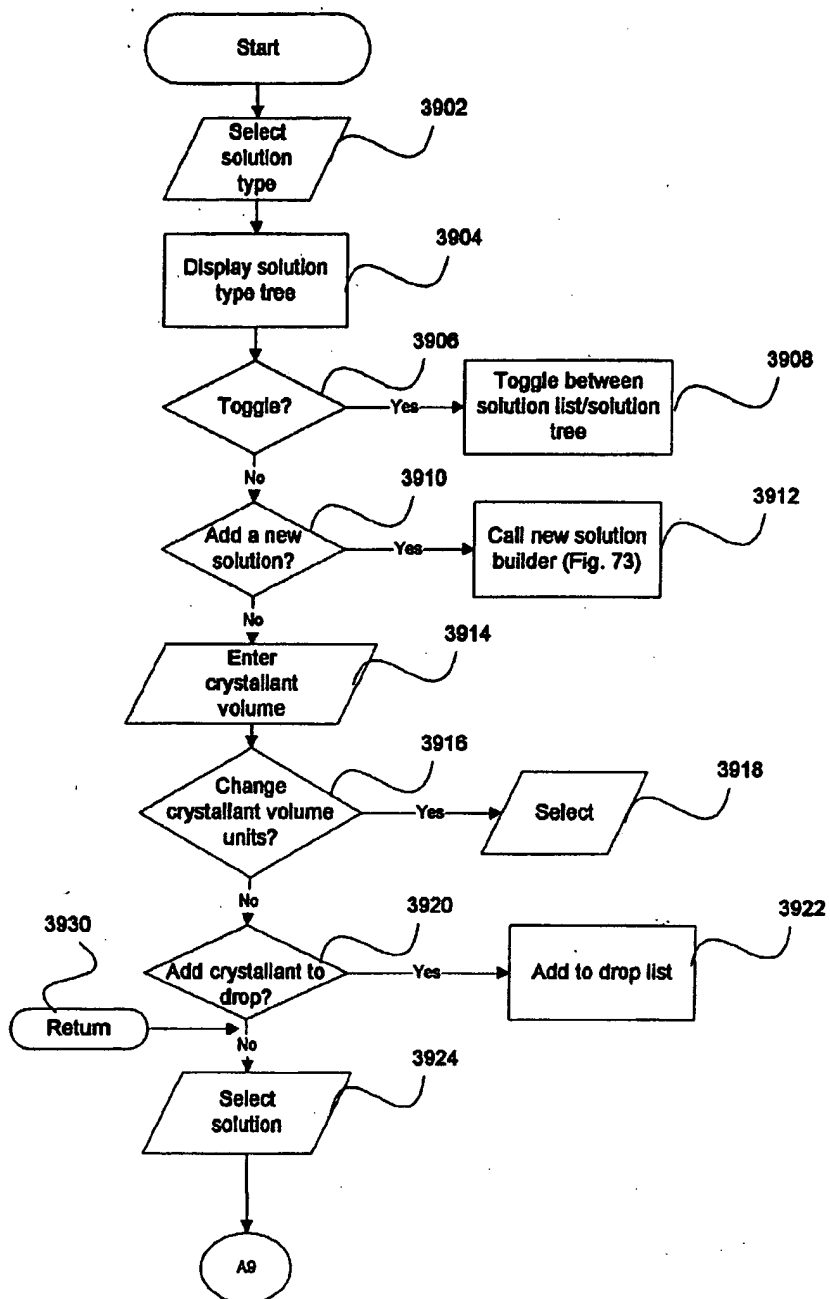 Start
3902
Select
solution
type
3904
Display solution
type tree
3906
Toggle?
Yes
3908
Toggle between
solution list/solution
tree
No
3910
Add a new
solution?
Yes
3912
Call new solution
builder (Fig. 73)
No
3914
Enter
crystallant
volume
3916
Change
crystallant volume
units?
Yes
3918
Select
No
3930
Return
3920
Add crystallant to
drop?
Yes
3922
Add to drop list
No
3924
Select
solution
A9